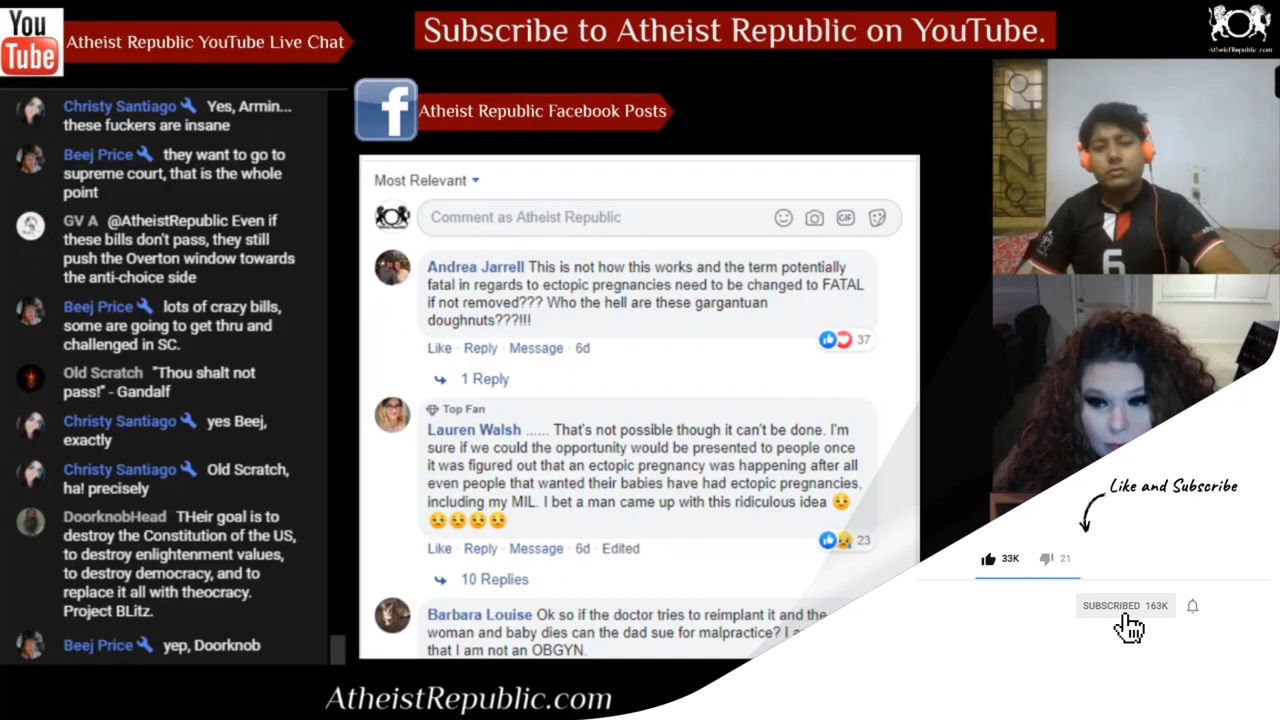 You
Tube
Atheist Republic YouTube Live Chat
Subscribe to Atheist Republic on YouTube.
AtheistRepublic.com
Christy Santiago Yes, Armin...
these fuckers are insane
Beej Price they want to go to
supreme court, that is the whole
point
GV A @AtheistRepublic Even if
these bills don't pass, they still
push the Overton window towards
the anti-choice side
Beej Price lots of crazy bills,
some are going to get thru and
challenged in SC.
Old Scratch "Thou shalt not
pass!" - Gandalf
Christy Santiago yes Beej,
exactly
Christy Santiago Old Scratch,
ha! precisely
DoorknobHead THeir goal is to
destroy the Constitution of the US,
to destroy enlightenment values,
to destroy democracy, and to
replace it all with theocracy.
Project BLitz.
Beej Price yep, Doorknob
f
Atheist Republic Facebook Posts
Most Relevant
Comment as Atheist Republic
GIF
Andrea Jarrell This is not how this works and the term potentially
fatal in regards to ectopic pregnancies need to be changed to FATAL
if not removed??? Who the hell are these gargantuan
doughnuts???!!!
37
Like · Reply · Message · 6d
1 Reply
Top Fan
Lauren Walsh ...... That's not possible though it can't be done. I'm
sure if we could the opportunity would be presented to people once
it was figured out that an ectopic pregnancy was happening after all
even people that wanted their babies have had ectopic pregnancies,
including my MIL. I bet a man came up with this ridiculous idea 😣
😣😣😣😣
23
Like · Reply · Message · 6d · Edited
10 Replies
Barbara Louise Ok so if the doctor tries to reimplant it and the
woman and baby dies can the dad sue for malpractice? I
that I am not an OBGYN.
6
Like and Subscribe
33K
21
SUBSCRIBED 163K
AtheistRepublic.com